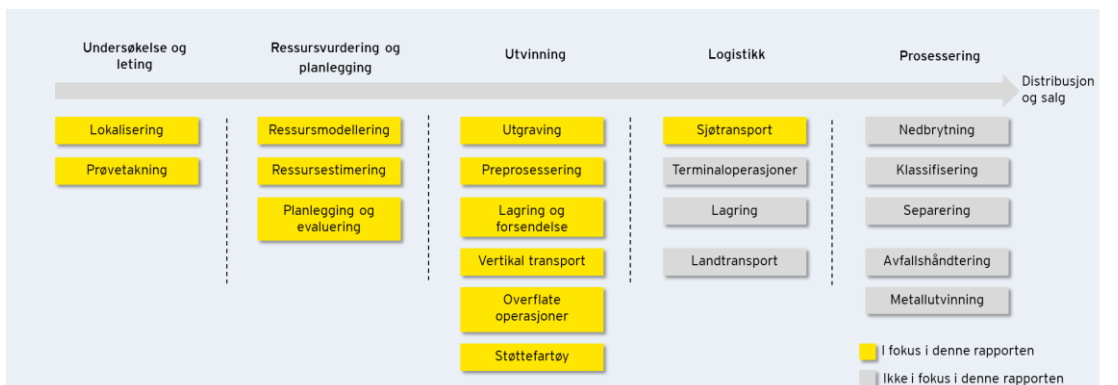 Undersøkelse og
leting
Ressursvurdering og
planlegging
Utvinning
Logistikk
Prosessering
Distribusjon
og salg
Lokalisering
Prøvetakning
Ressursmodellering
Ressursestimering
Planlegging og
evaluering
Utgraving
Preprosessering
Lagring og
forsendelse
Vertikal transport
Overflate
operasjoner
Støttefartøy
Sjøtransport
Terminaloperasjoner
Lagring
Landtransport
Nedbrytning
Klassifisering
Separering
Avfallshåndtering
Metallutvinning
I fokus i denne rapporten
Ikke i fokus i denne rapporten